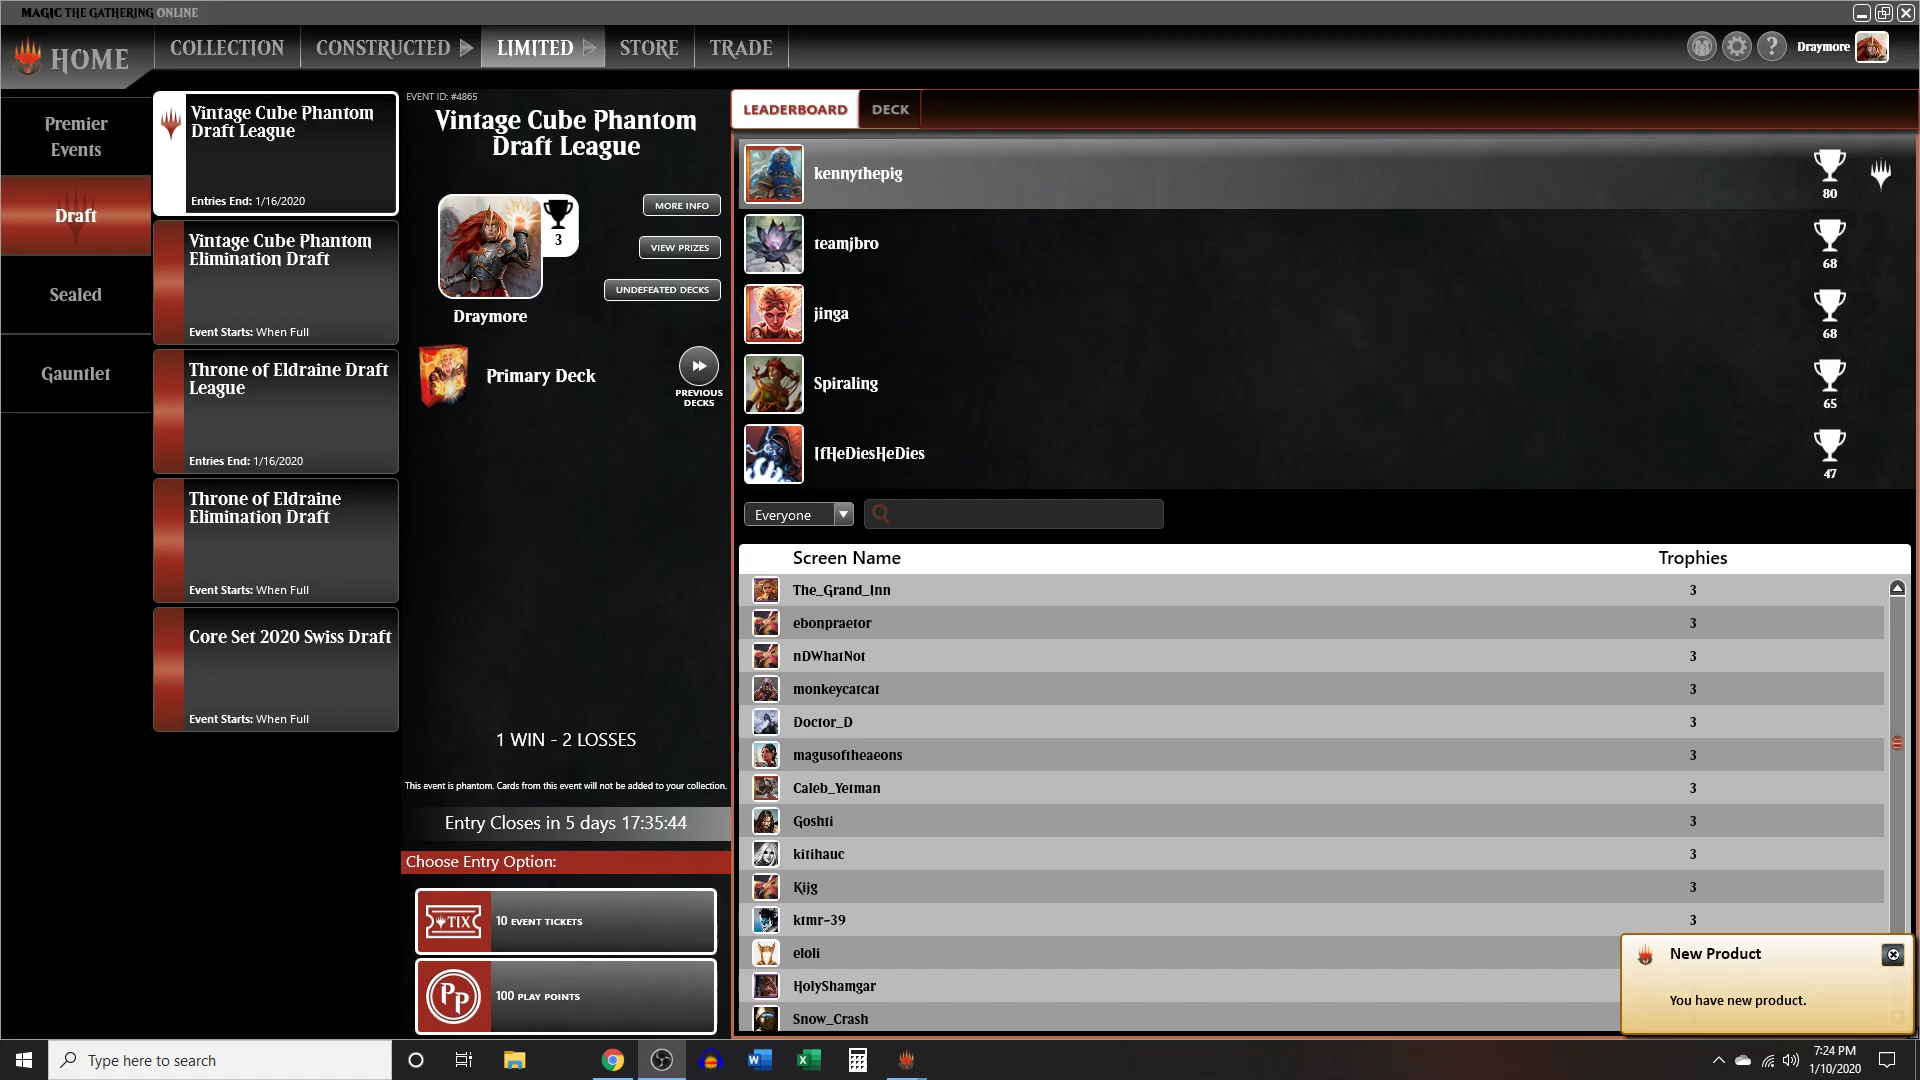 MAGIC THE GATHERING ONLINE
HOME
COLLECTION
CONSTRUCTED
LIMITED
STORE
TRADE
?
Draymore
Premier
Events
Draft
Sealed
Gauntlet
Vintage Cube Phantom
Draft League
Entries End: 1/16/2020
Vintage Cube Phantom
Elimination Draft
Event Starts: When Full
Throne of Eldraine Draft
League
Entries End: 1/16/2020
Throne of Eldraine
Elimination Draft
Event Starts: When Full
Core Set 2020 Swiss Draft
Event Starts: When Full
EVENT ID: #4865
Vintage Cube Phantom
Draft League
3
Draymore
MORE INFO
VIEW PRIZES
UNDEFEATED DECKS
Primary Deck
PREVIOUS
DECKS
1 WIN - 2 LOSSES
This event is phantom. Cards from this event will not be added to your collection.
Entry Closes in 5 days 17:35:44
Choose Entry Option:
TIX
10 EVENT TICKETS
PP
100 PLAY POINTS
LEADERBOARD
DECK
kennythepig
80
teamjbro
68
jinga
68
Spiraling
65
IfHeDiesHeDies
47
Everyone
Screen Name Trophies
The_Grand_Inn 3
ebonpraetor 3
nDWhatNot 3
monkeycatcat 3
Doctor_D 3
magusoftheaeons 3
Caleb_Yetman 3
Goshti 3
kitihauc 3
Kijg 3
ktmr-39 3
eloli
HolyShamgar
Snow_Crash
New Product
You have new product.
Type here to search
7:24 PM
1/10/2020